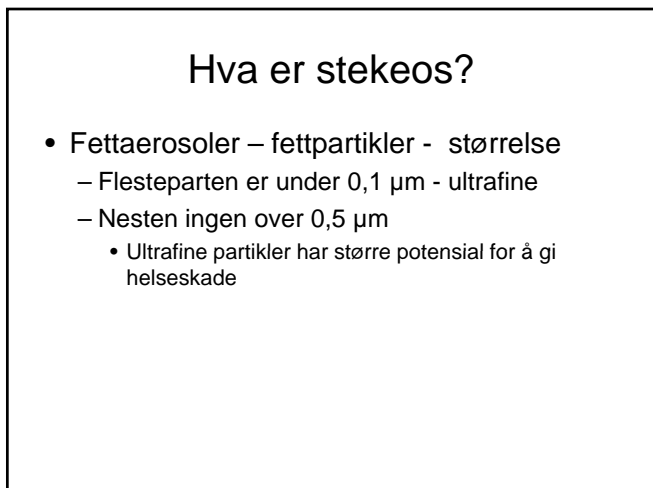 Hva er stekeos?
• Fettaerosoler – fettpartikler - størrelse
– Flesteparten er under 0,1 µm - ultrafine
– Nesten ingen over 0,5 µm
• Ultrafine partikler har større potensial for å gi
helseskade